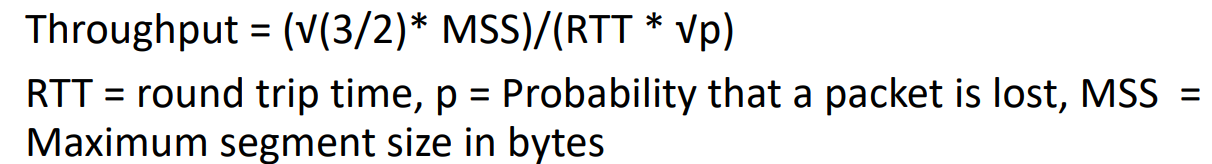 Throughput = (√(3/2)* MSS)/(RTT * √p)
RTT = round trip time, p = Probability that a packet is lost, MSS =
Maximum segment size in bytes